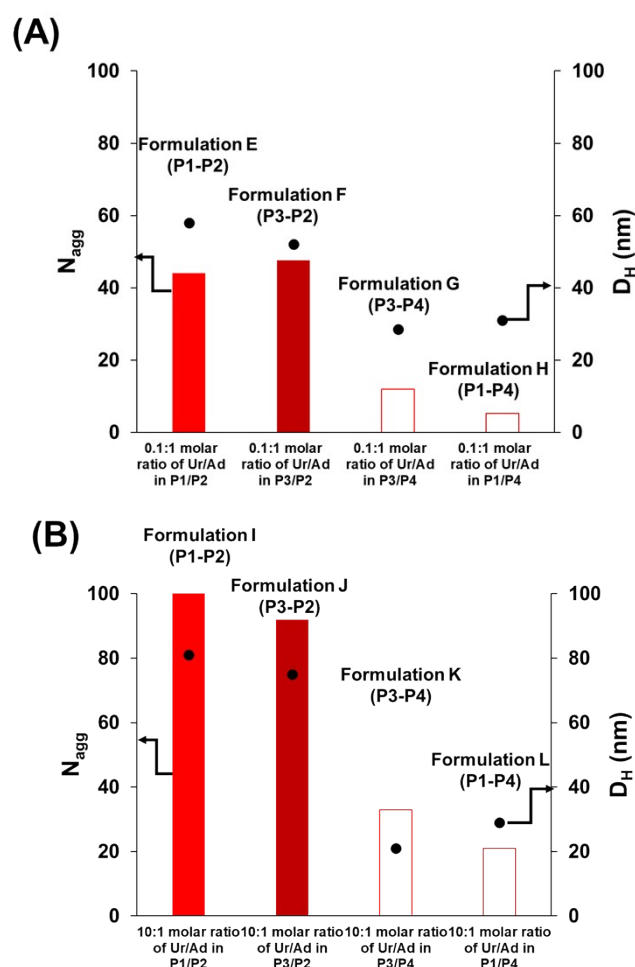 (A)
100
80
60
40
20
0
N_agg
Formulation E
(P1-P2)
Formulation F
(P3-P2)
Formulation G
(P3-P4)
Formulation H
(P1-P4)
100
80
60
40
20
0
D_H (nm)
0.1:1 molar
ratio of Ur/Ad
in P1/P2
0.1:1 molar
ratio of Ur/Ad
in P3/P2
0.1:1 molar
ratio of Ur/Ad
in P3/P4
0.1:1 molar
ratio of Ur/Ad
in P1/P4
(B)
100
80
60
40
20
0
N_agg
Formulation I
(P1-P2)
Formulation J
(P3-P2)
Formulation K
(P3-P4)
Formulation L
(P1-P4)
100
80
60
40
20
0
D_H (nm)
10:1 molar ratio
of Ur/Ad in
P1/P2
10:1 molar ratio
of Ur/Ad in
P3/P2
10:1 molar ratio
of Ur/Ad in
P3/P4
10:1 molar ratio
of Ur/Ad in
P1/P4